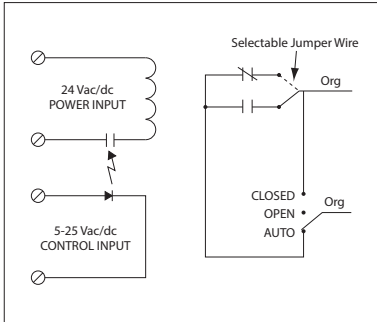 Selectable Jumper Wire
24 Vac/dc
POWER INPUT
Org
5-25 Vac/dc
CONTROL INPUT
CLOSED
OPEN
AUTO
Org